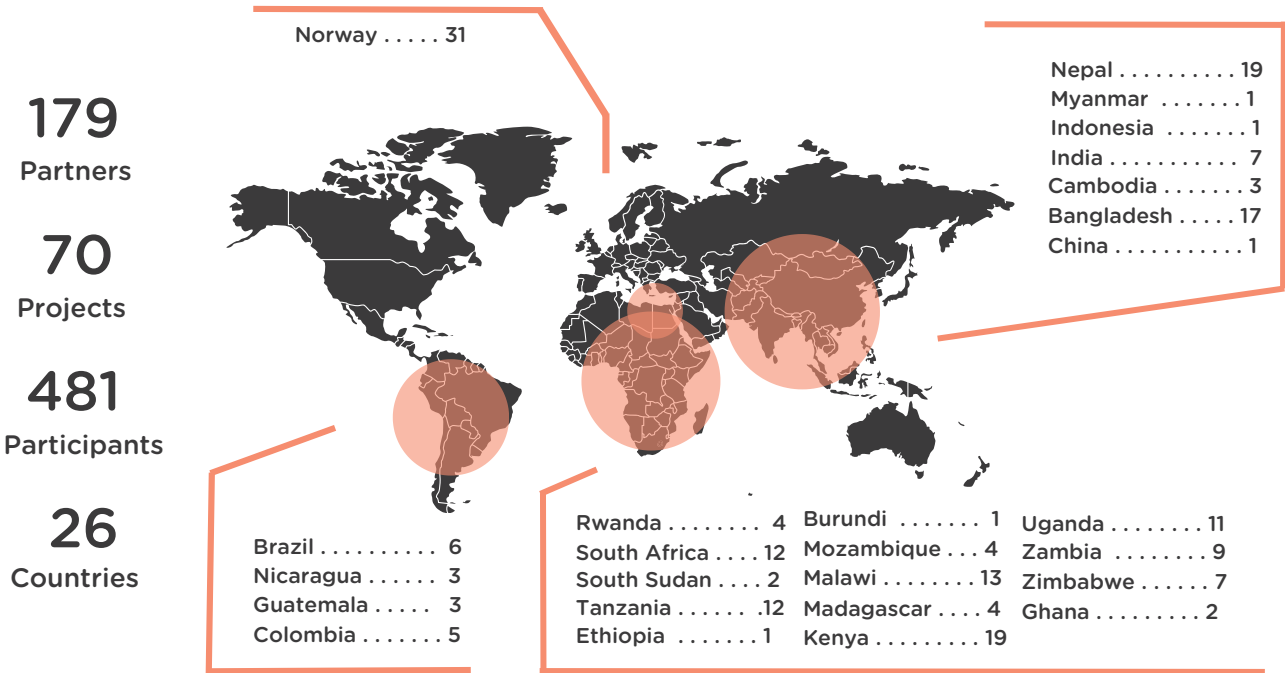 Norway ..... 31
179
Partners
70
Projects
481
Participants
26
Countries
Nepal .......... 19
Myanmar ....... 1
Indonesia ....... 1
India ........... 7
Cambodia ....... 3
Bangladesh ..... 17
China ........... 1
Brazil .......... 6
Nicaragua ...... 3
Guatemala ..... 3
Colombia ....... 5
Rwanda ........ 4
South Africa .... 12
South Sudan .... 2
Tanzania ....... .12
Ethiopia ....... 1
Burundi ....... 1
Mozambique ... 4
Malawi ........ 13
Madagascar .... 4
Kenya ......... 19
Uganda ........ 11
Zambia ........ 9
Zimbabwe ...... 7
Ghana ......... 2